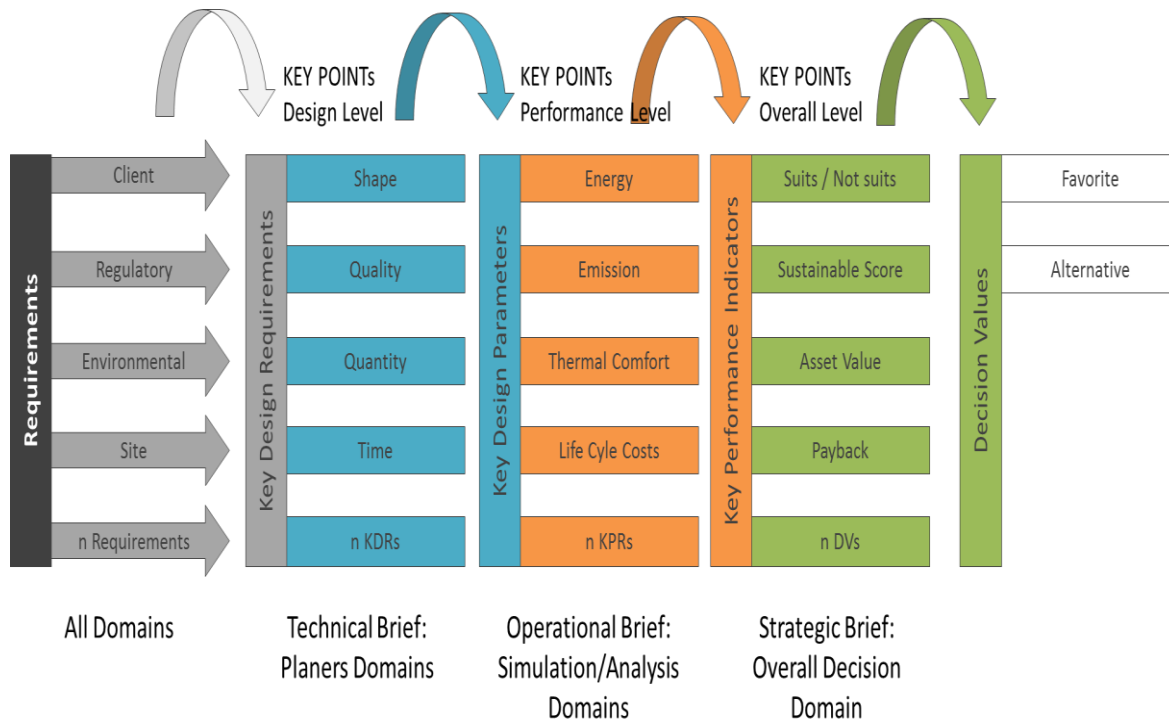 KEY POINTs
Design Level
KEY POINTs
Performance Level
KEY POINTs
Overall Level
Requirements
Client
Regulatory
Environmental
Site
n Requirements
Key Design Requirements
Shape
Quality
Quantity
Time
n KDRs
Key Design Parameters
Energy
Emission
Thermal Comfort
Life Cyle Costs
n KPRs
Key Performance Indicators
Suits / Not suits
Sustainable Score
Asset Value
Payback
n DVs
Decision Values
Favorite
Alternative
All Domains
Technical Brief:
Planers Domains
Operational Brief:
Simulation/Analysis
Domains
Strategic Brief:
Overall Decision
Domain